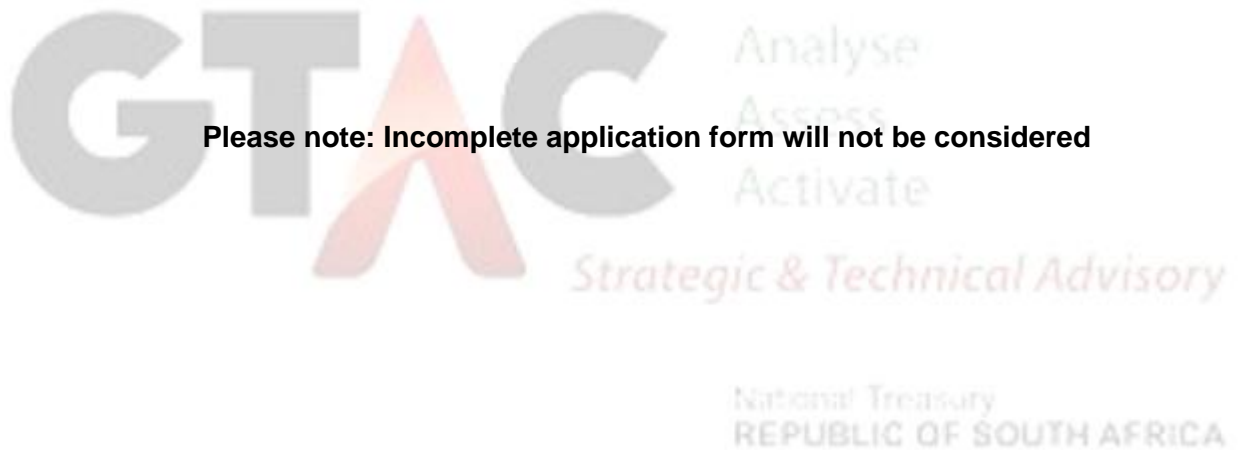 GTAC
Analyse
Assess
Please note: Incomplete application form will not be considered
Activate
Strategic & Technical Advisory
National Treasury
REPUBLIC OF SOUTH AFRICA